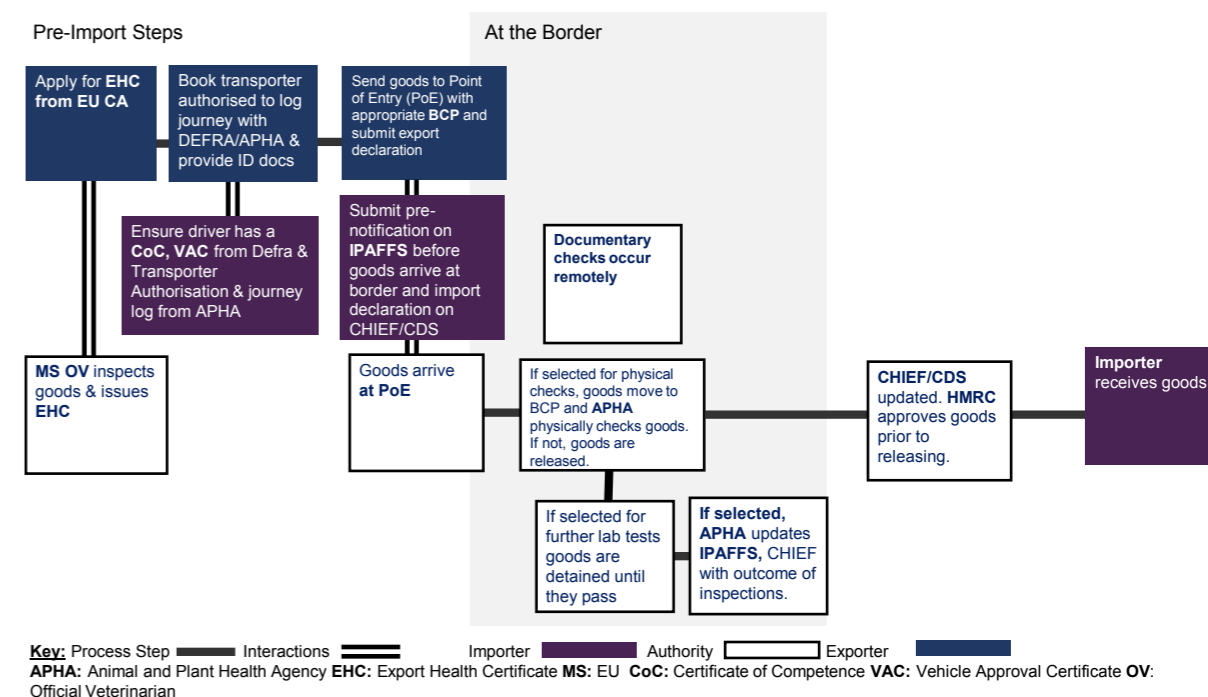 Pre-Import Steps
At the Border
Apply for EHC
from EU CA
Book transporter
authorised to log
journey with
DEFRA/APHA &
provide ID docs
Send goods to Point
of Entry (PoE) with
appropriate BCP and
submit export
declaration
Ensure driver has a
CoC, VAC from Defra &
Transporter
Authorisation & journey
log from APHA
Submit pre-
notification on
IPAFFS before
goods arrive at
border and import
declaration on
CHIEF/CDS
Documentary
checks occur
remotely
MS OV inspects
goods & issues
EHC
Goods arrive
at PoE
If selected for physical
checks, goods move to
BCP and APHA
physically checks goods.
If not, goods are
released.
CHIEF/CDS
updated. HMRC
approves goods
prior to
releasing.
Importer
receives goods
If selected for
further lab tests
goods are
detained until
they pass
If selected,
APHA updates
IPAFFS, CHIEF
with outcome of
inspections.
Key: Process Step Interactions Importer Authority Exporter
APHA: Animal and Plant Health Agency EHC: Export Health Certificate MS: EU CoC: Certificate of Competence VAC: Vehicle Approval Certificate OV:
Official Veterinarian